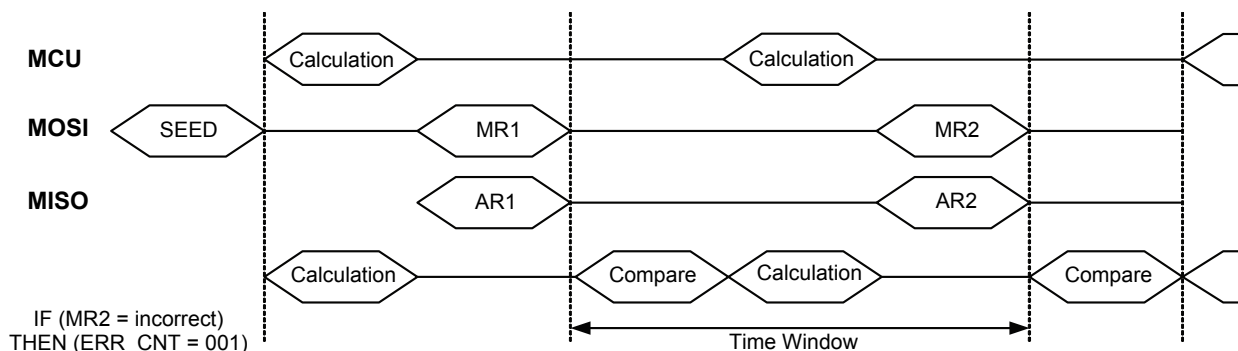 MCU Calculation Calculation
MOSI SEED MR1 MR2
MISO AR1 AR2
Calculation Compare Calculation Compare
IF (MR2 = incorrect)
THEN (ERR_CNT = 001)
Time Window